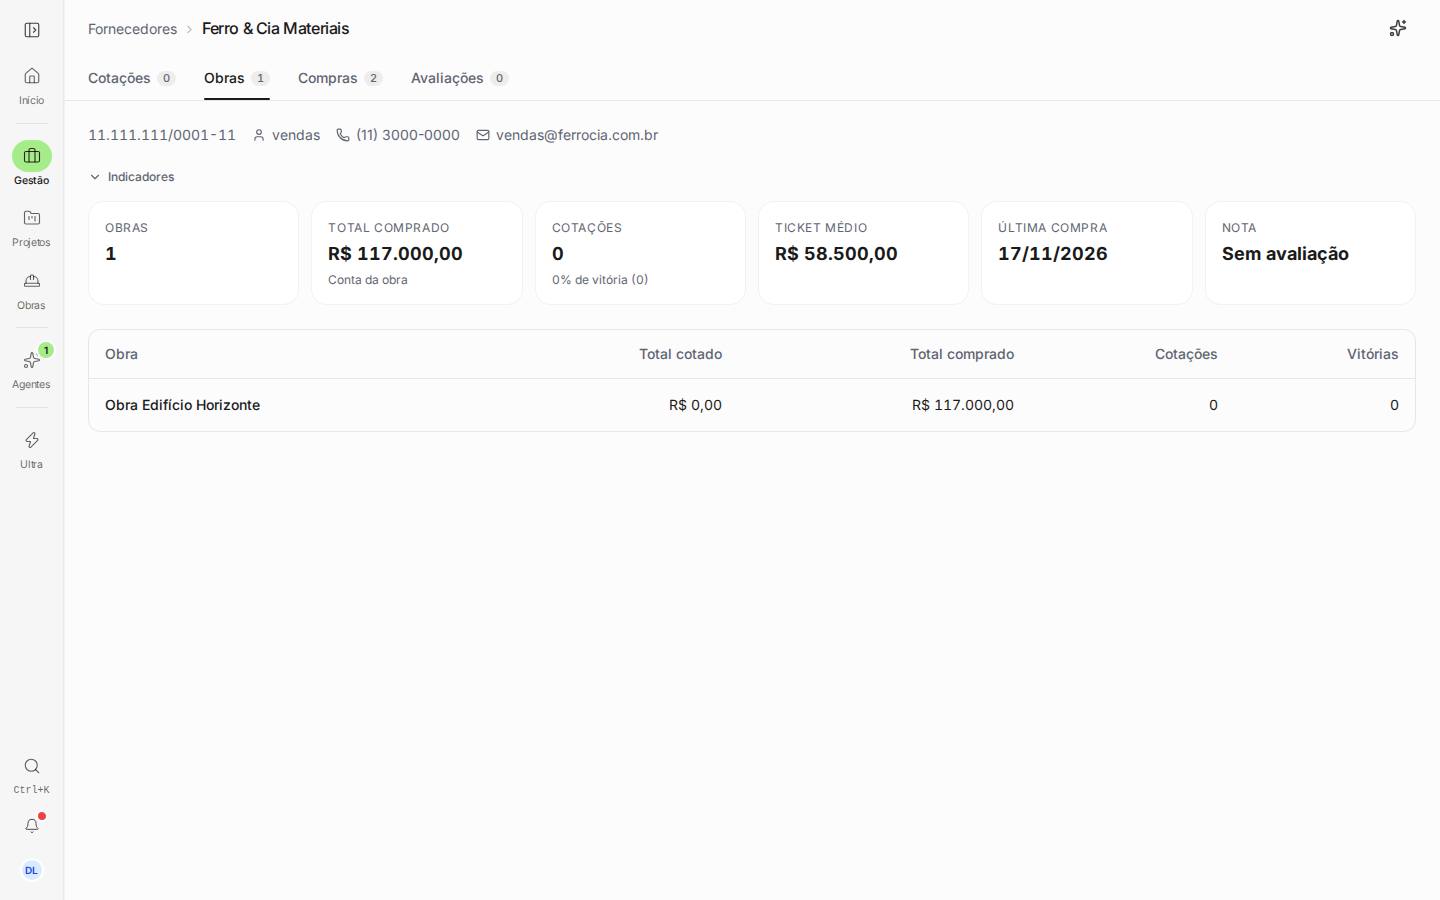 Fornecedores > Ferro & Cia Materiais
Cotações 0 Obras 1 Compras 2 Avaliações 0
11.111.111/0001-11 vendas (11) 3000-0000 vendas@ferrocia.com.br
Indicadores
OBRAS
1
TOTAL COMPRADO
R$ 117.000,00
Conta da obra
COTAÇÕES
0
0% de vitória (0)
TICKET MÉDIO
R$ 58.500,00
ÚLTIMA COMPRA
17/11/2026
NOTA
Sem avaliação
Obra Total cotado Total comprado Cotações Vitórias
Obra Edifício Horizonte R$ 0,00 R$ 117.000,00 0 0
Início
Gestão
Projetos
Obras
1
Agentes
Ultra
Ctrl+K
DL